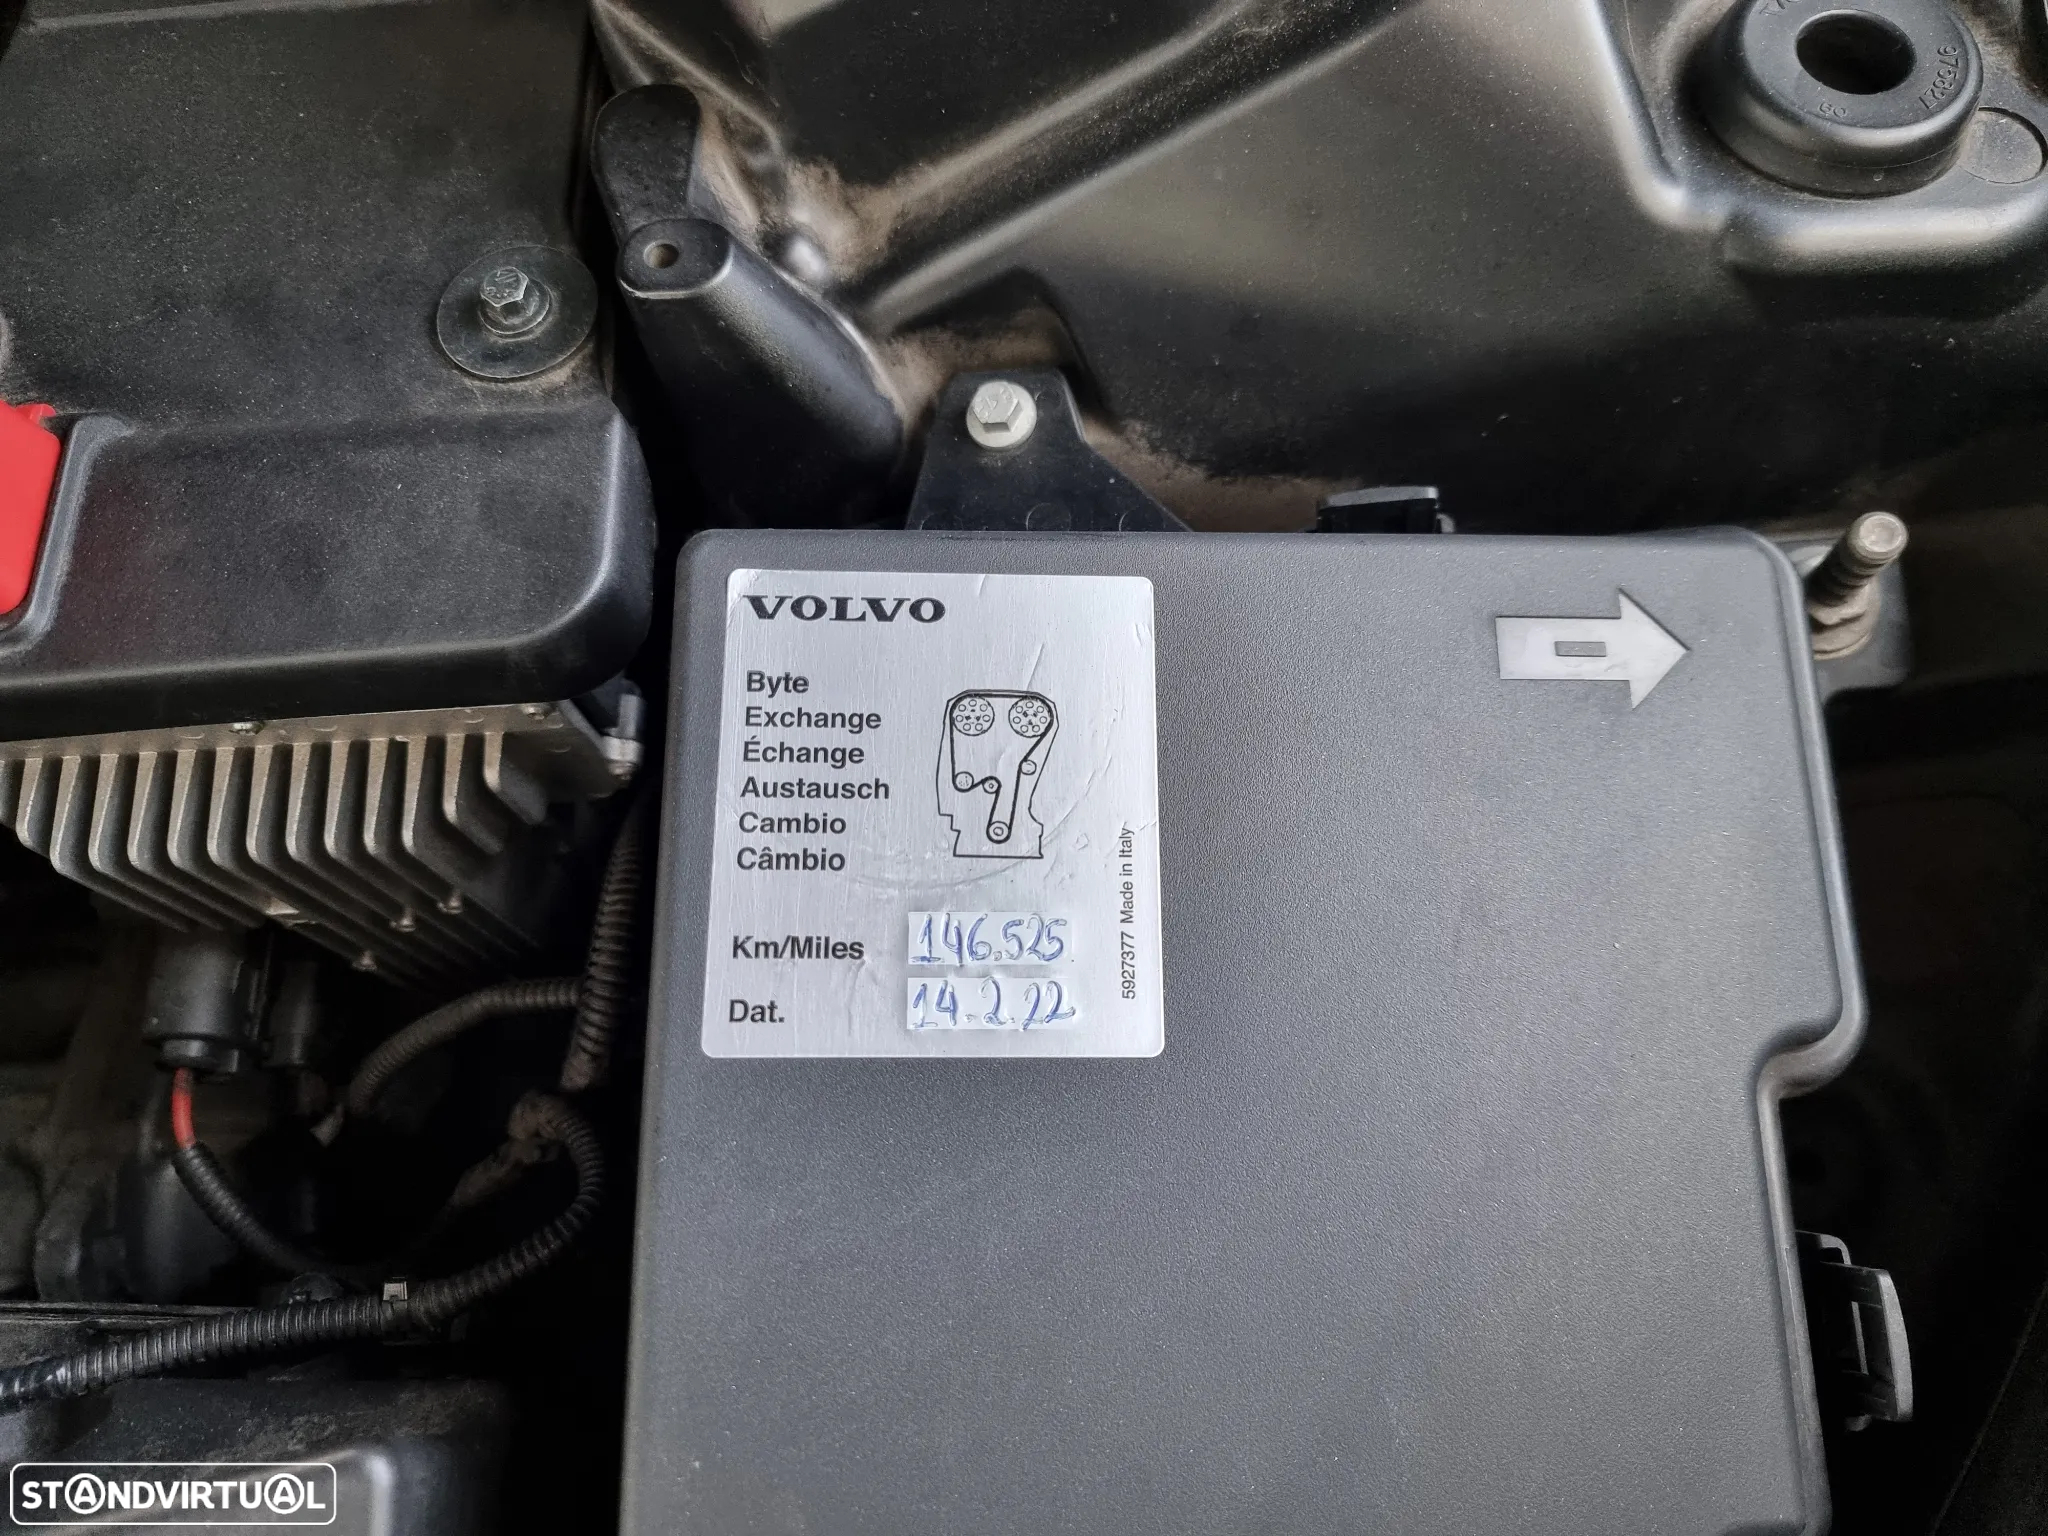 VOLVO
Byte
Exchange
Échange
Austausch
Cambio
Câmbio
Km/Miles 146.525
Dat. 14.2.22
5927377 Made in Italy
STANDVIRTUAL